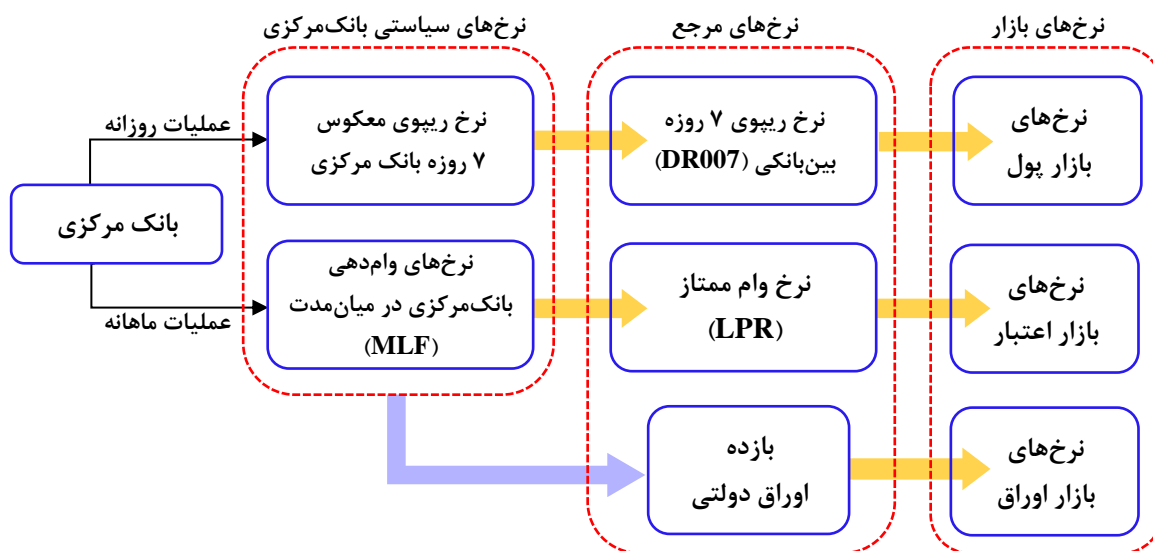 نرخ‌های سیاستی بانک‌مرکزی
نرخ‌های مرجع
نرخ‌های بازار
عملیات روزانه
نرخ ریپوی معکوس
۷ روزه بانک مرکزی
نرخ ریپوی ۷ روزه
بین‌بانکی (DR007)
نرخ‌های
بازار پول
بانک مرکزی
عملیات ماهانه
نرخ‌های وام‌دهی
بانک‌مرکزی در میان‌مدت
(MLF)
نرخ وام ممتاز
(LPR)
نرخ‌های
بازار اعتبار
بازده
اوراق دولتی
نرخ‌های
بازار اوراق